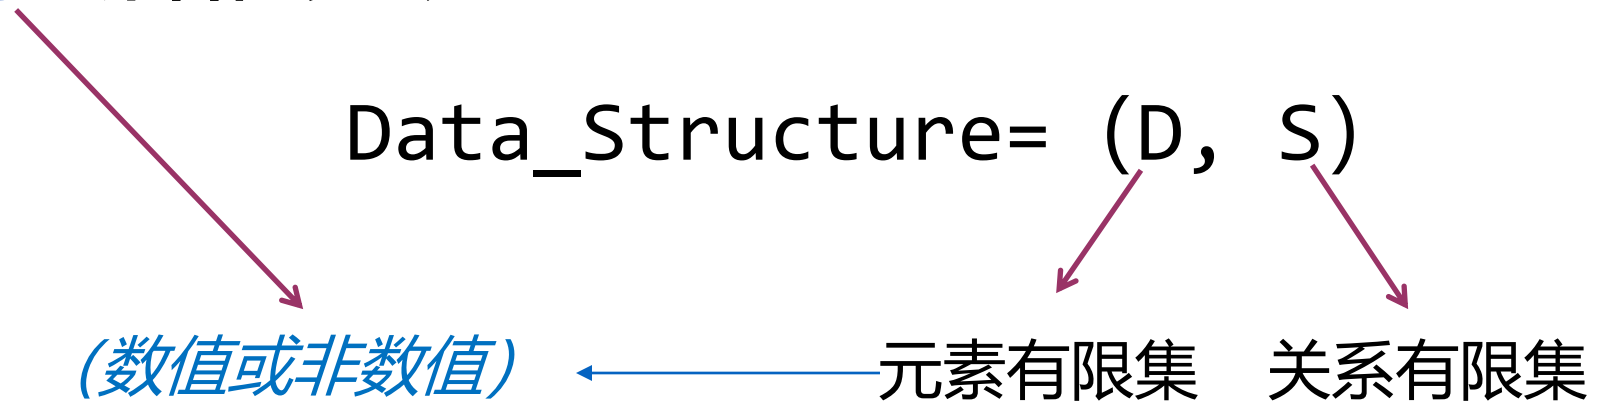 Data_Structure= (D, S)
(数值或非数值) 元素有限集 关系有限集